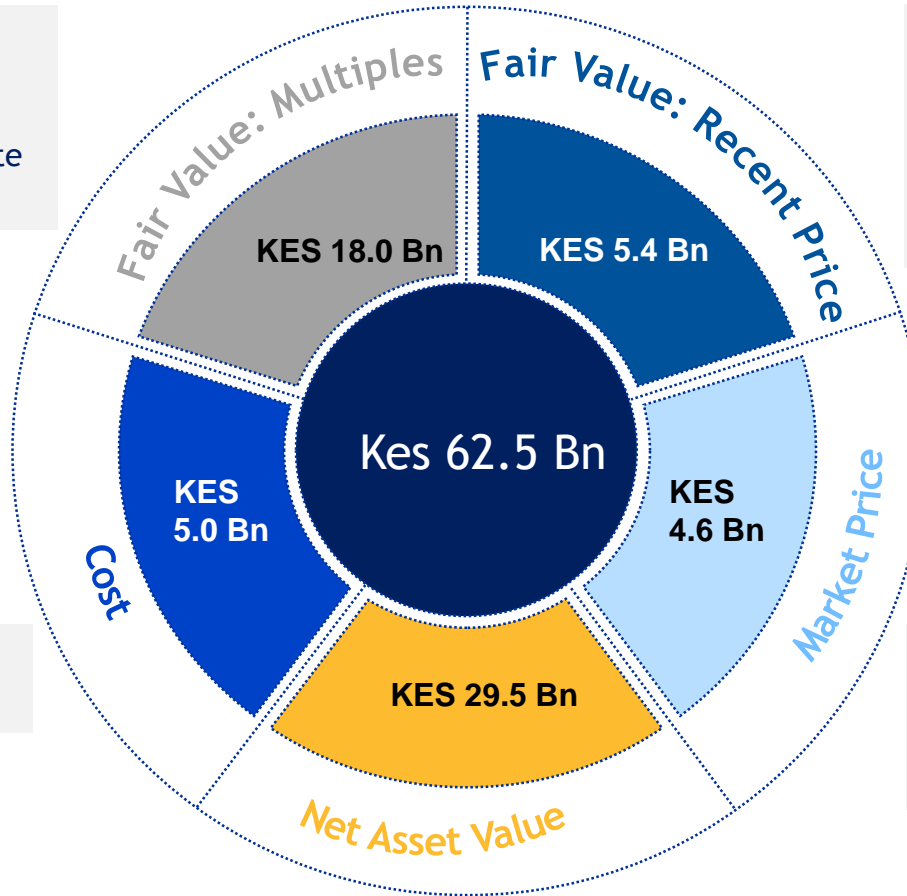 Fair Value: Multiples
Fair Value: Recent Price
te
KES 18.0 Bn
KES 5.4 Bn
Kes 62.5 Bn
KES
5.0 Bn
KES
4.6 Bn
Cost
Market Price
KES 29.5 Bn
Net Asset Value